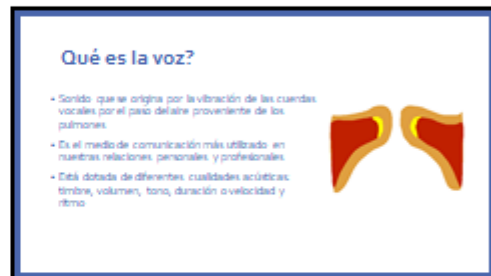 Qué es la voz?
• Sonido que se origina por la vibración de las cuerdas
vocales por el paso del aire proveniente de los
pulmones
• Es el medio de comunicación más utilizado en
nuestras relaciones personales y profesionales
• Está dotada de diferentes cualidades acústicas:
timbre, volumen, tono, duración o velocidad y
ritmo